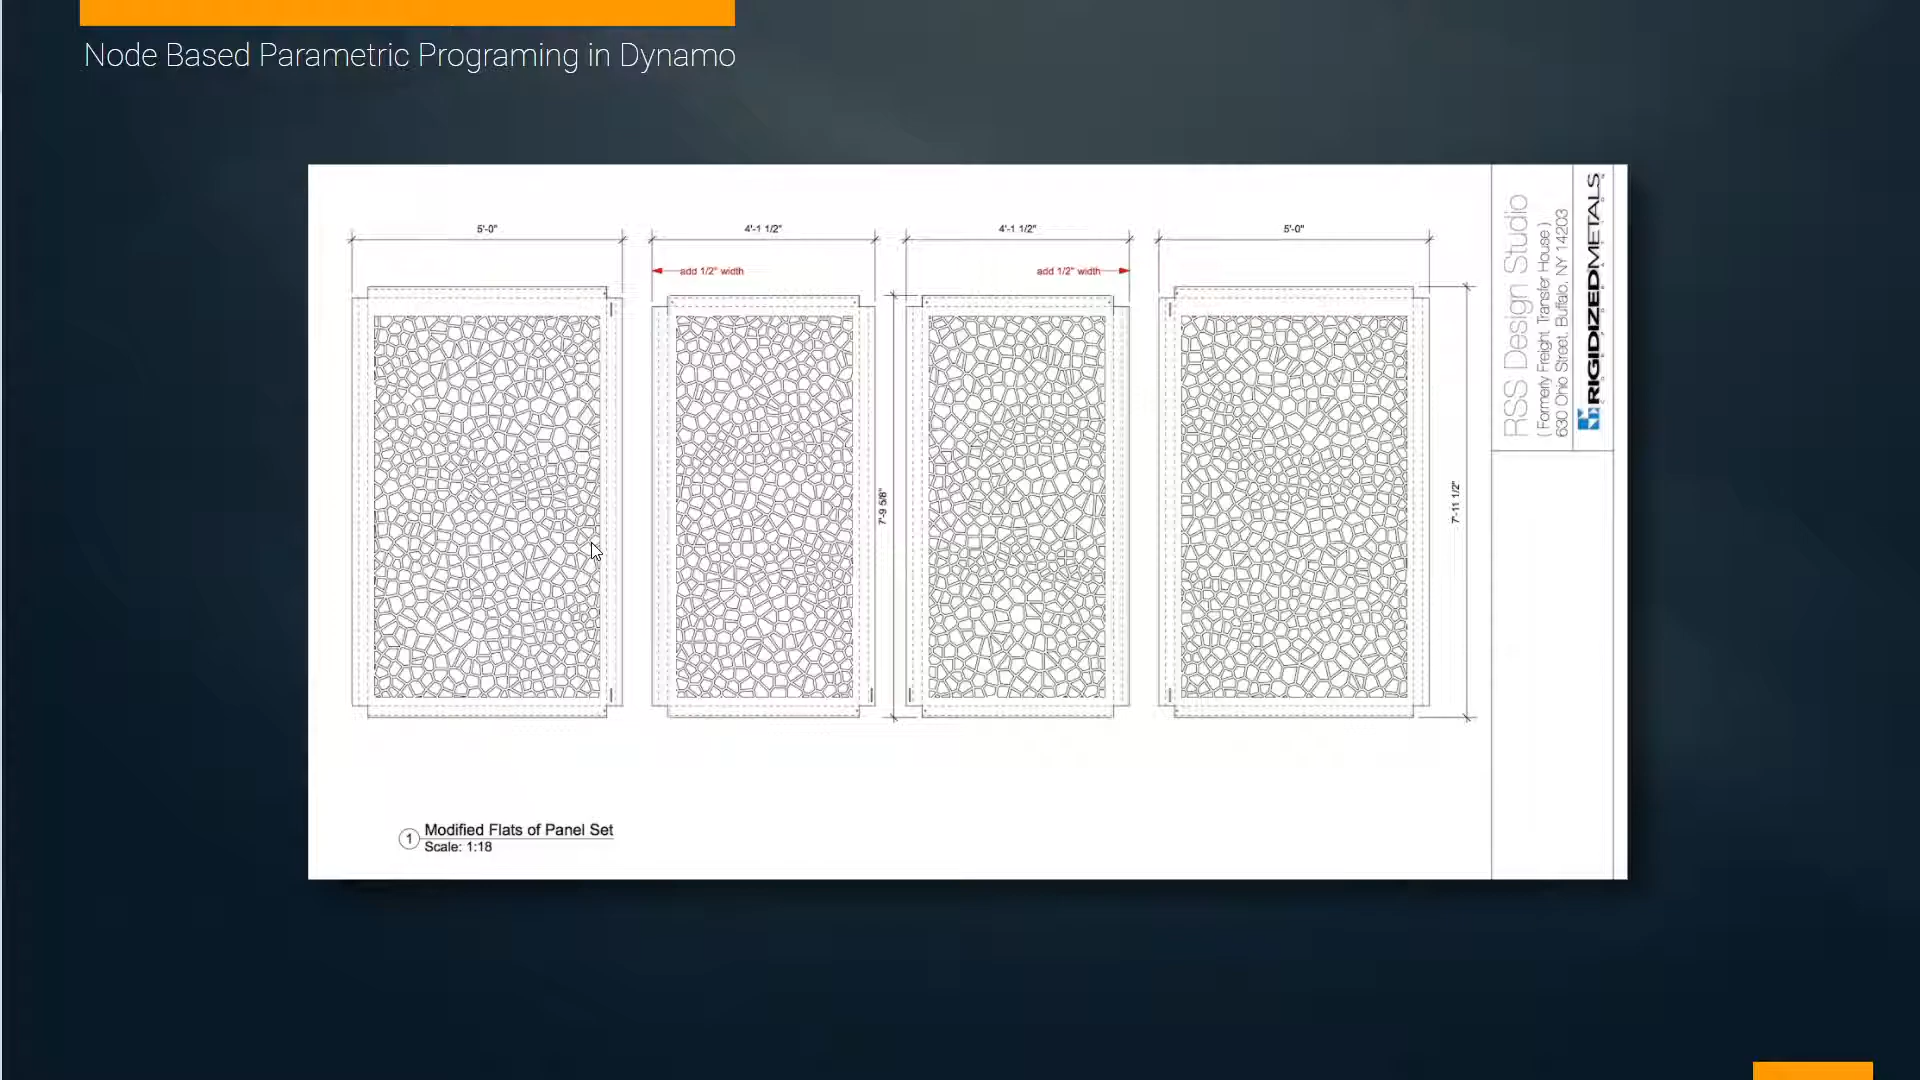 Node Based Parametric Programing in Dynamo
5'-0"
4'-1 1/2"
4'-1 1/2"
5'-0"
add 1/2" width
add 1/2" width
7'-9 5/8"
7'-11 1/2"
RSS Design Studio
( Formerly Freight Transfer House )
630 Ohio Street. Buffalo, NY 14203
RIGIDIZEDMETALS
1
Modified Flats of Panel Set
Scale: 1:18